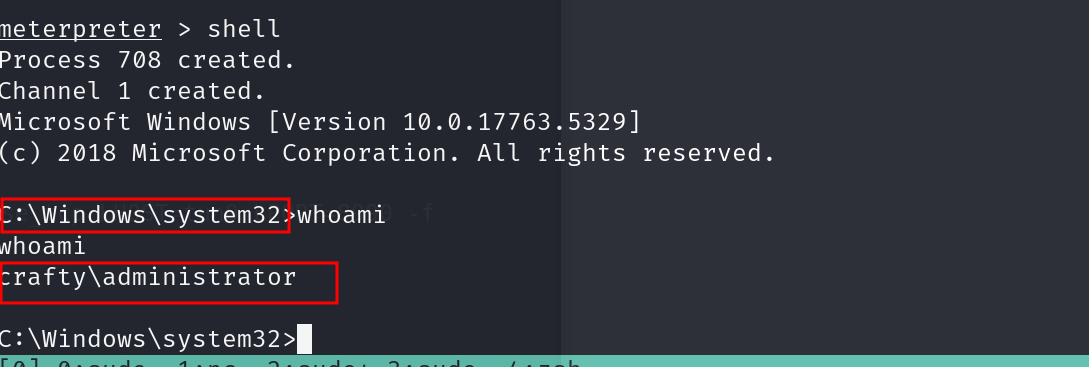 meterpreter > shell
Process 708 created.
Channel 1 created.
Microsoft Windows [Version 10.0.17763.5329]
(c) 2018 Microsoft Corporation. All rights reserved.
C:\Windows\system32>whoami
whoami
crafty\administrator
C:\Windows\system32>